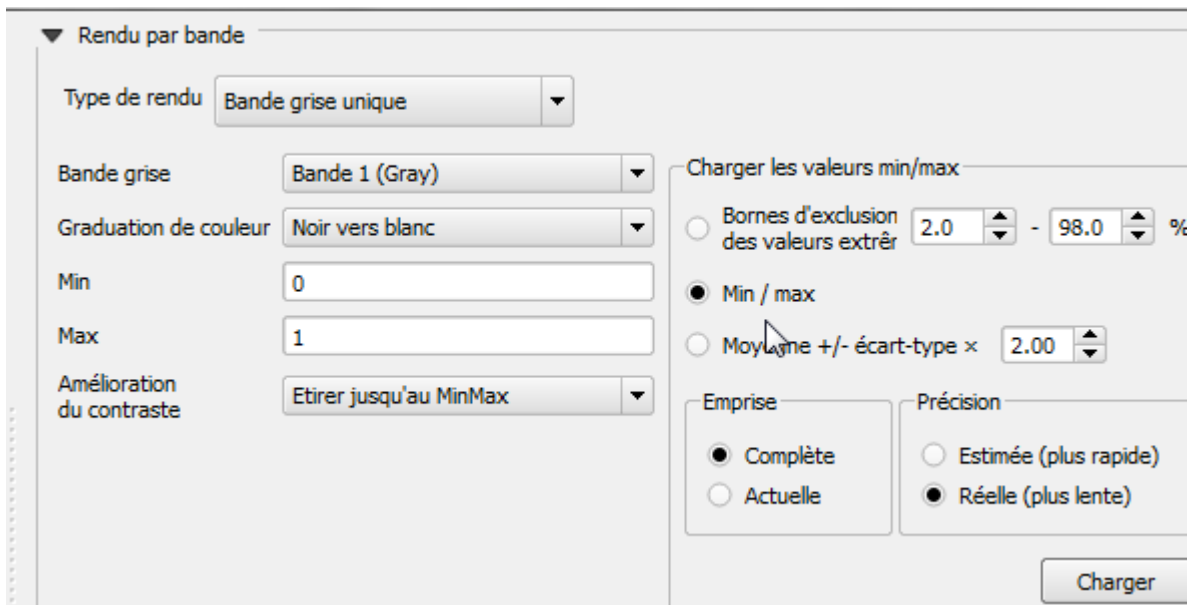 Rendu par bande
Type de rendu Bande grise unique
Bande grise Bande 1 (Gray)
Graduation de couleur Noir vers blanc
Min 0
Max 1
Amélioration
du contraste Etirer jusqu'au MinMax
Charger les valeurs min/max
Bornes d'exclusion
des valeurs extrêr 2.0 - 98.0 %
Min / max
+/- écart-type × 2.00
Emprise
Complète
Actuelle
Précision
Estimée (plus rapide)
Réelle (plus lente)
Charger